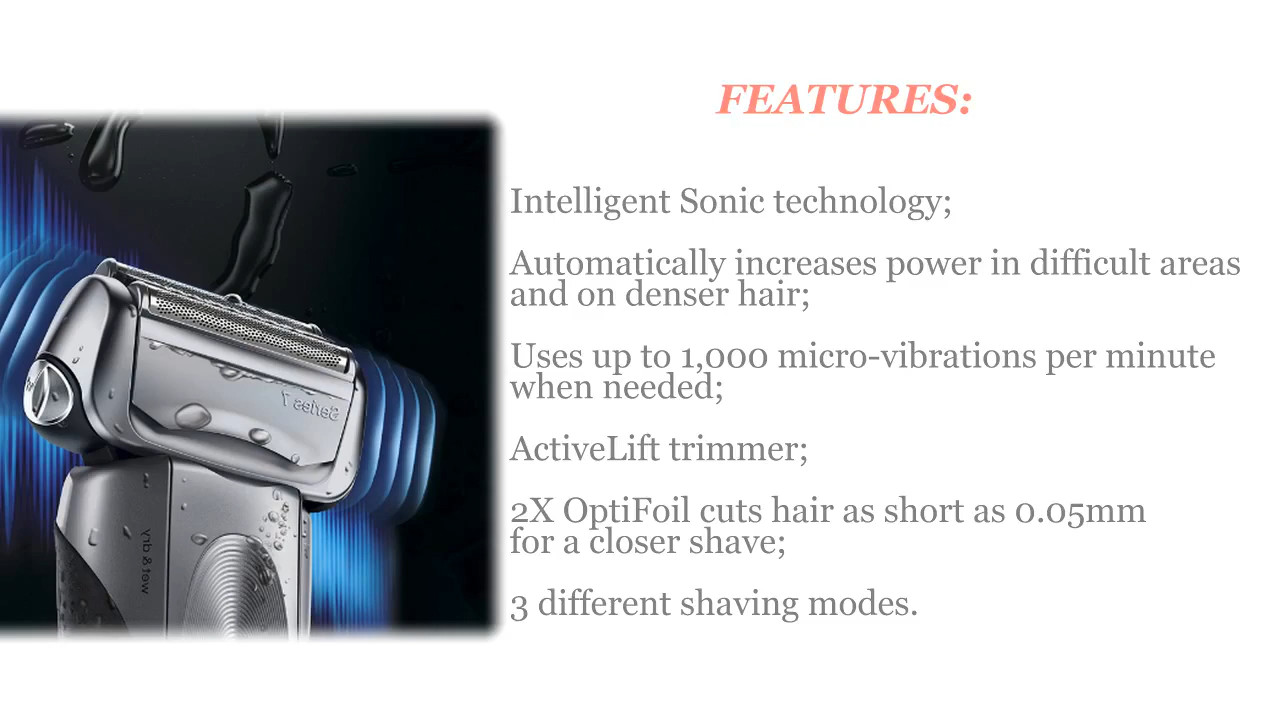 FEATURES:
Intelligent Sonic technology;
Automatically increases power in difficult areas
and on denser hair;
Uses up to 1,000 micro-vibrations per minute
when needed;
ActiveLift trimmer;
2X OptiFoil cuts hair as short as 0.05mm
for a closer shave;
3 different shaving modes.
Series 7
wet & dry